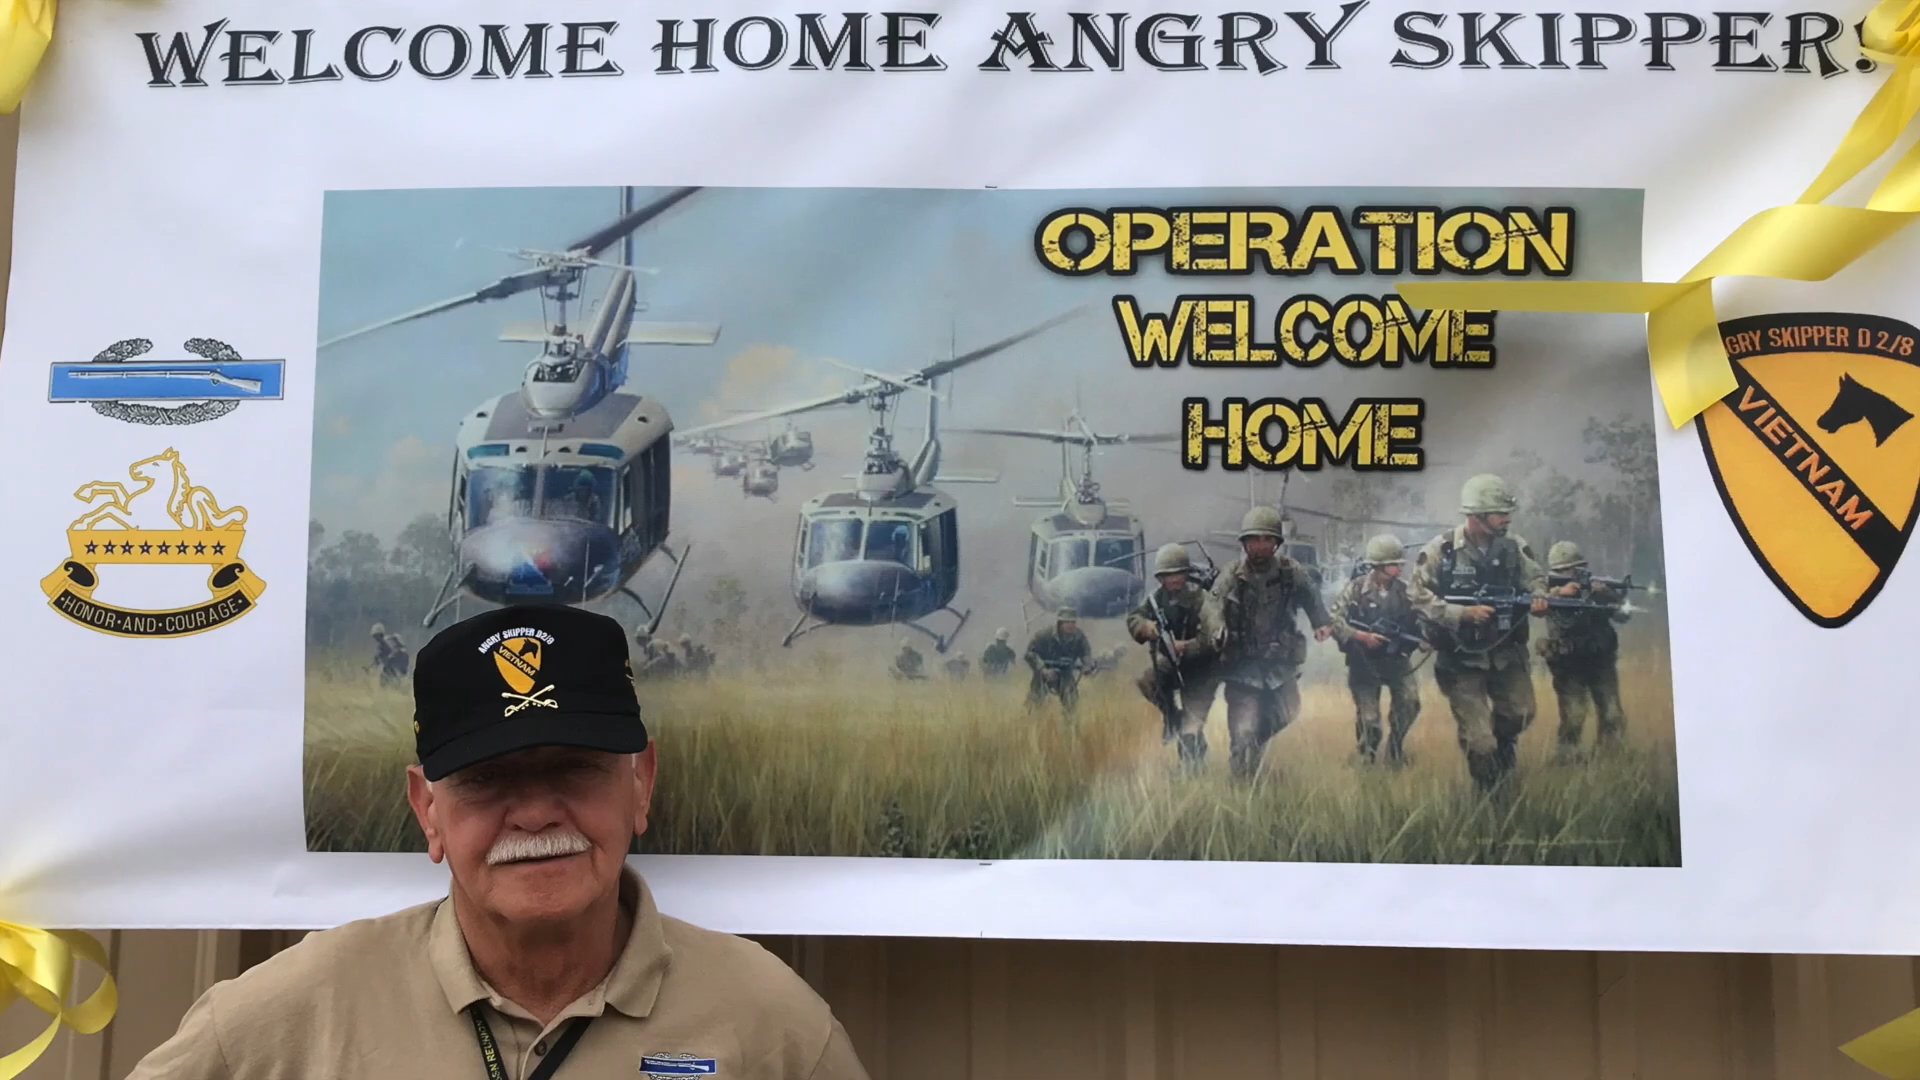 WELCOME HOME ANGRY SKIPPER!
OPERATION
WELCOME
HOME
GRY SKIPPER D 2/8
VIETNAM
HONOR·AND·COURAGE·
ANGRY SKIPPER D2/8
VIETNAM